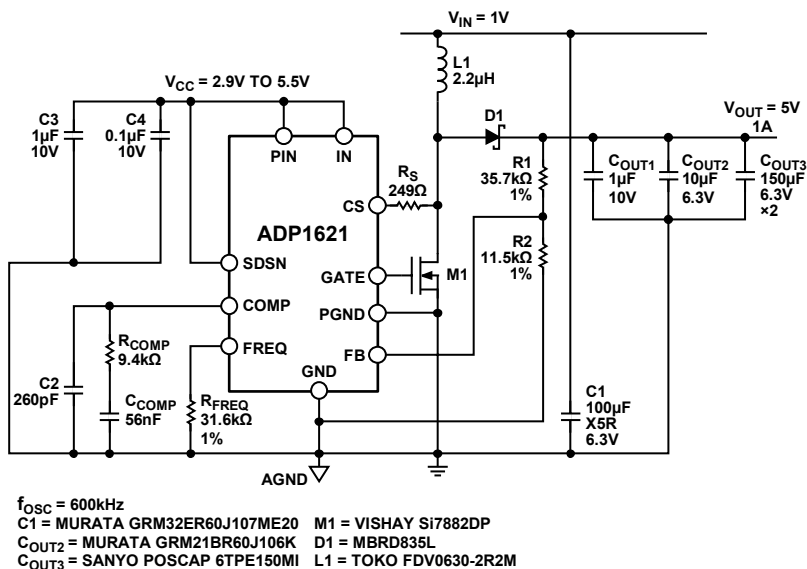 VIN = 1V
L1
2.2µH
VCC = 2.9V TO 5.5V
C3
1µF
10V
C4
0.1µF
10V
PIN
IN
D1
VOUT = 5V
1A
RS
249Ω
R1
35.7kΩ
1%
COUT1
1µF
10V
COUT2
10µF
6.3V
COUT3
150µF
6.3V
×2
CS
ADP1621
R2
11.5kΩ
1%
SDSN
GATE
M1
COMP
PGND
RCOMP
9.4kΩ
FREQ
FB
GND
C2
260pF
CCOMP
56nF
RFREQ
31.6kΩ
1%
C1
100µF
X5R
6.3V
AGND
fOSC = 600kHz
C1 = MURATA GRM32ER60J107ME20 M1 = VISHAY Si7882DP
COUT2 = MURATA GRM21BR60J106K D1 = MBRD835L
COUT3 = SANYO POSCAP 6TPE150MI L1 = TOKO FDV0630-2R2M